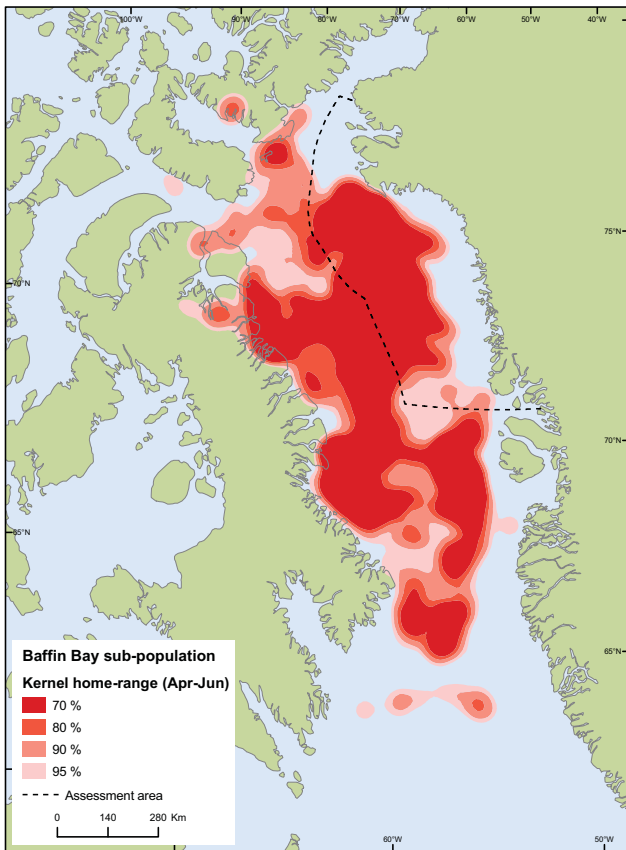 100°W 90°W 80°W 70°W 60°W 50°W 40°W
75°N
70°N
70°N
65°N
65°N
Baffin Bay sub-population
Kernel home-range (Apr-Jun)
70 %
80 %
90 %
95 %
Assessment area
0 140 280 Km
60°W 50°W